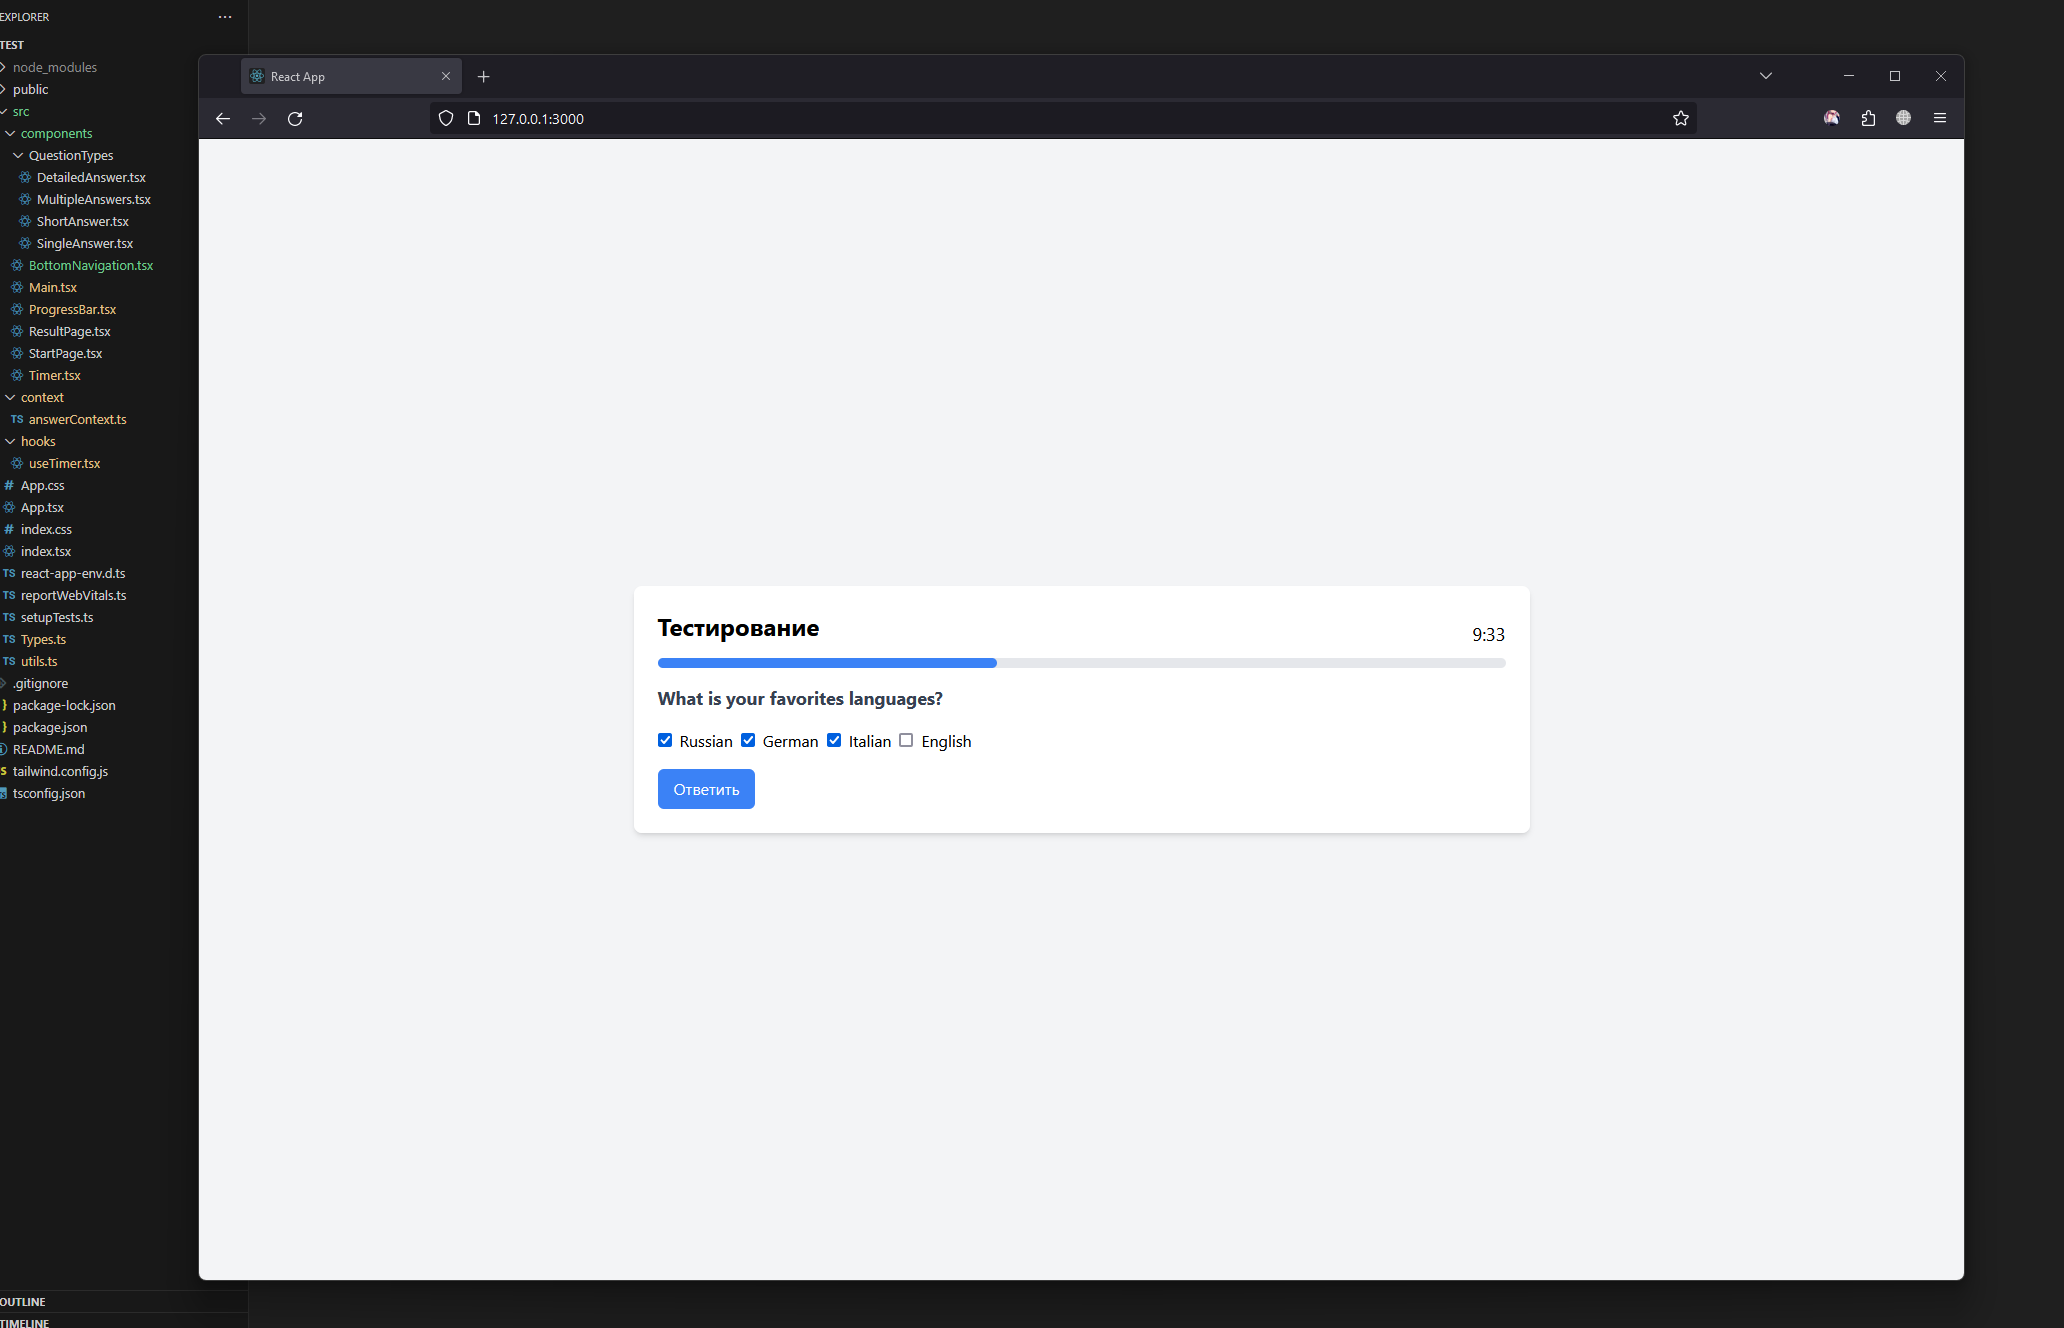 EXPLORER
TEST
node_modules
public
src
components
QuestionTypes
DetailedAnswer.tsx
MultipleAnswers.tsx
ShortAnswer.tsx
SingleAnswer.tsx
BottomNavigation.tsx
Main.tsx
ProgressBar.tsx
ResultPage.tsx
StartPage.tsx
Timer.tsx
context
TS answerContext.ts
hooks
useTimer.tsx
# App.css
App.tsx
# index.css
index.tsx
TS react-app-env.d.ts
TS reportWebVitals.ts
TS setupTests.ts
TS Types.ts
TS utils.ts
.gitignore
package-lock.json
package.json
README.md
tailwind.config.js
tsconfig.json
OUTLINE
TIMELINE
React App
127.0.0.1:3000
Тестирование
9:33
What is your favorites languages?
Russian German Italian English
Ответить